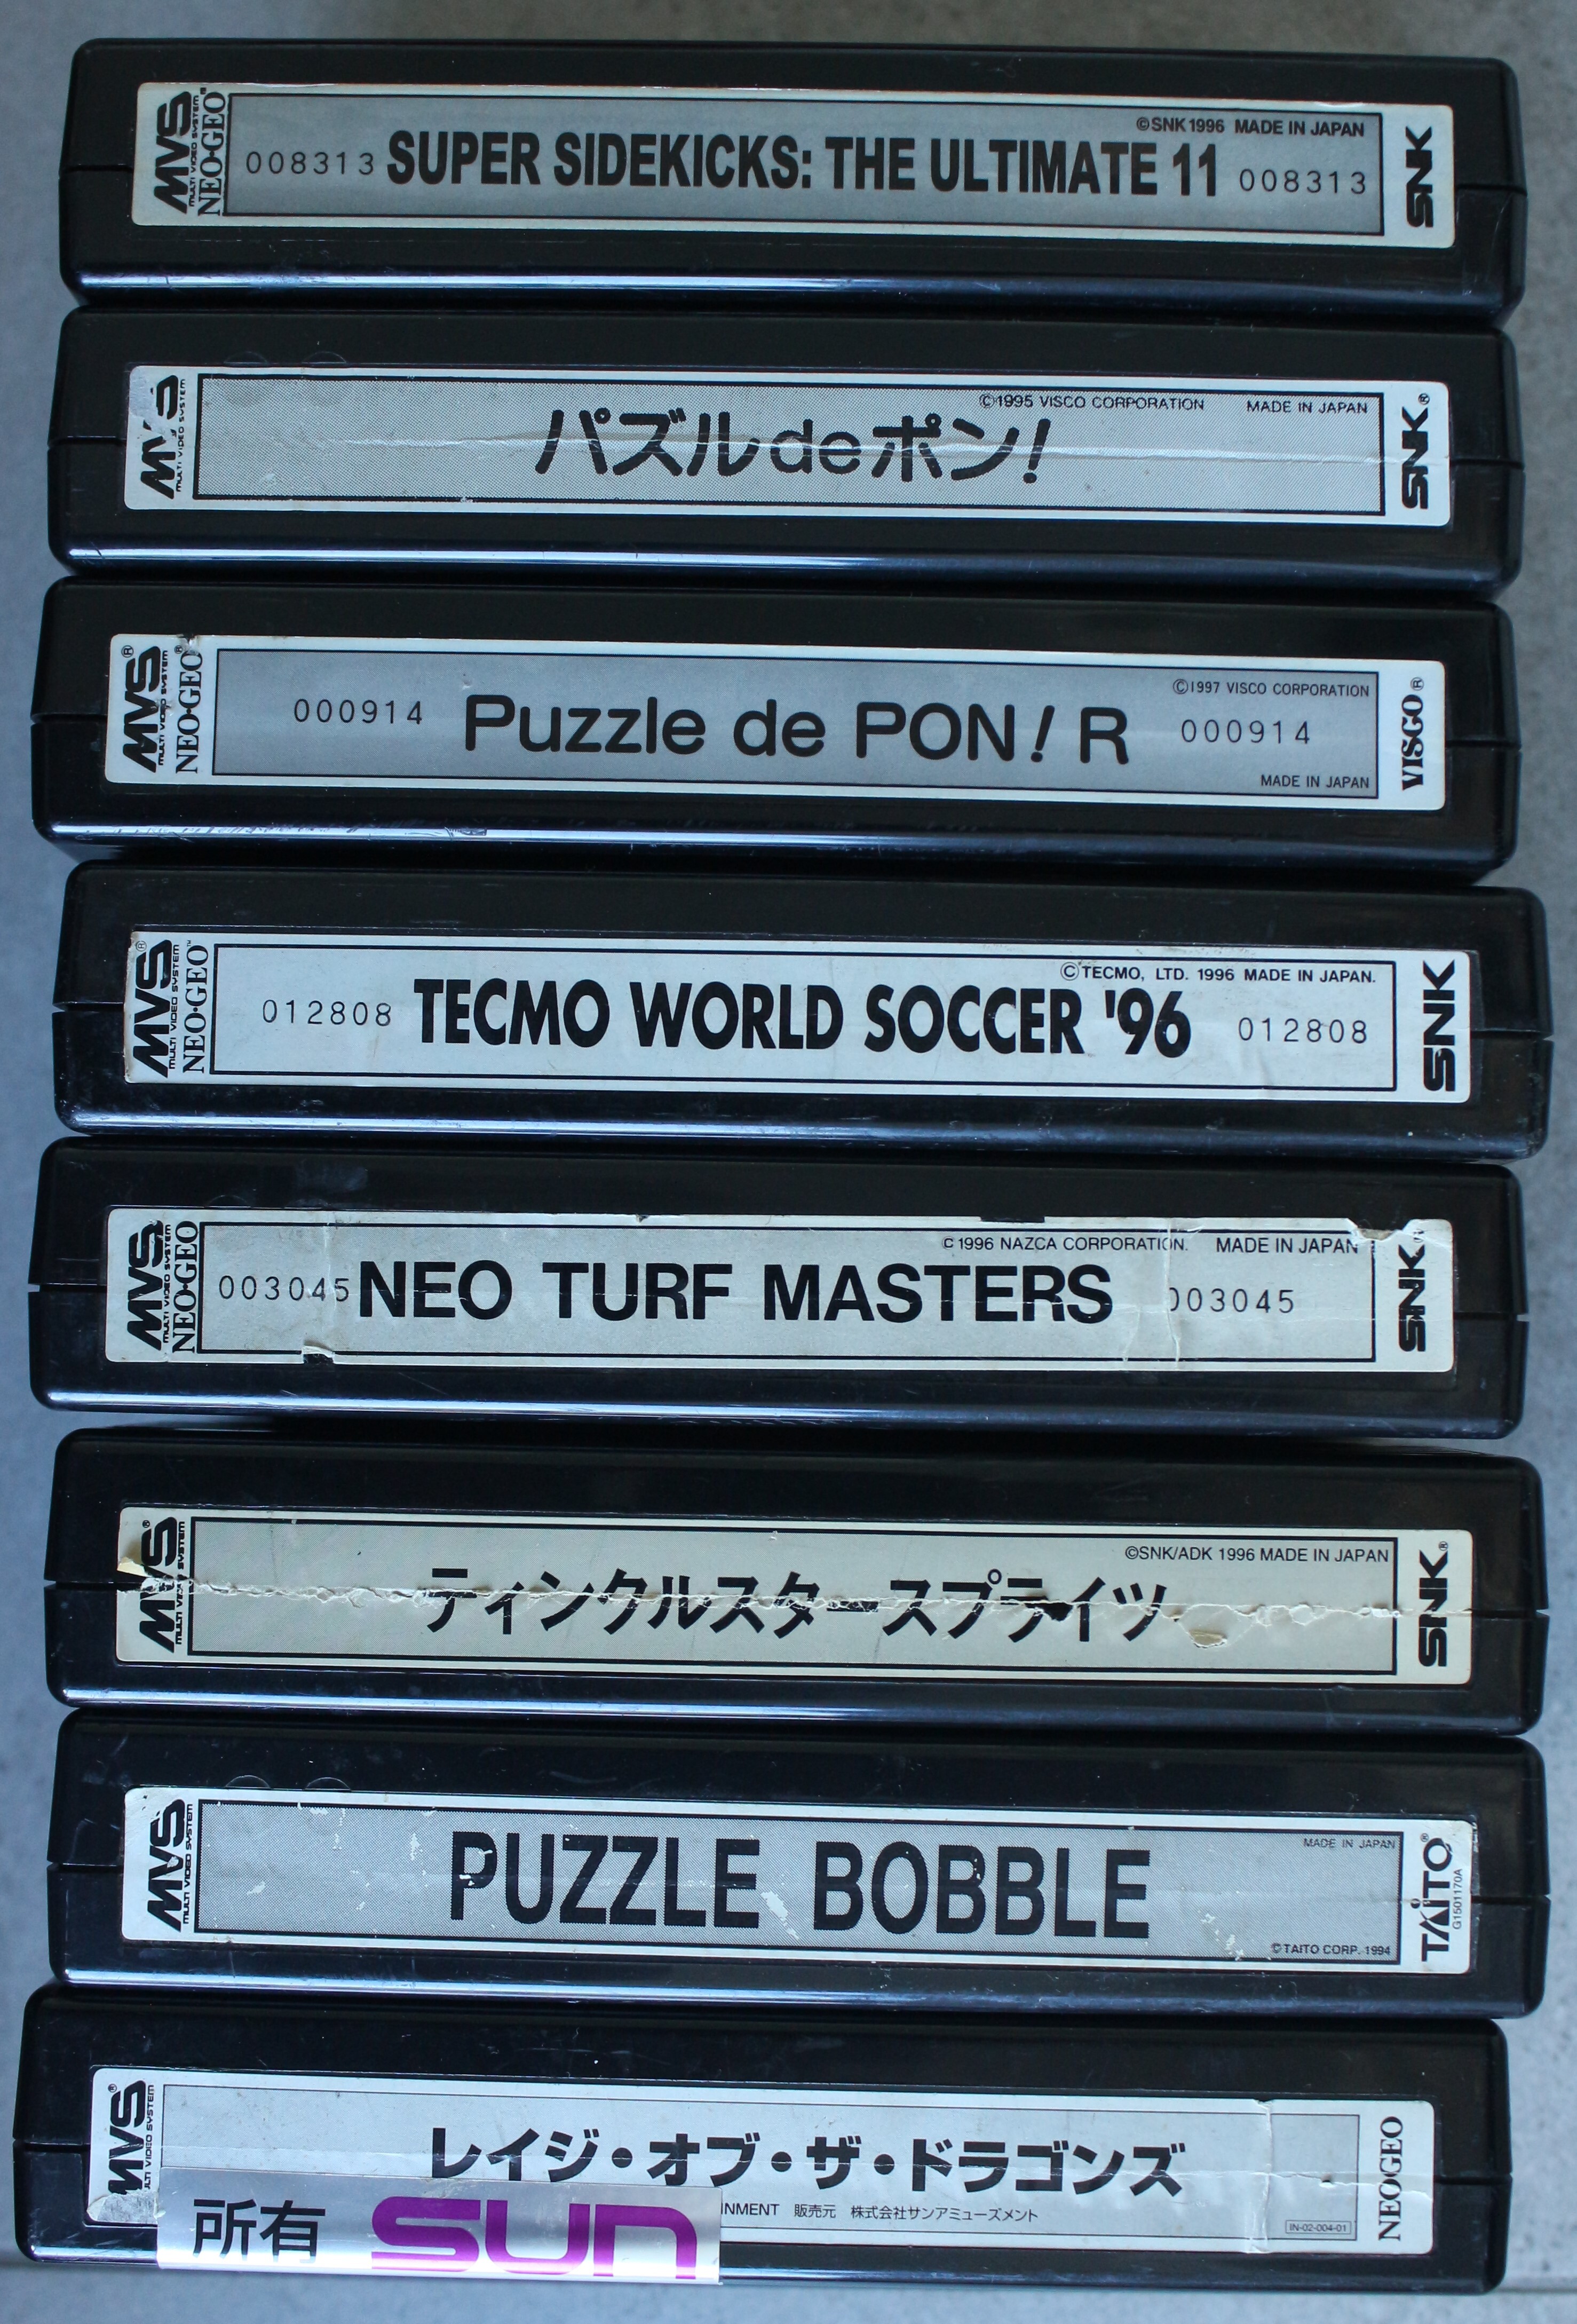 MVS
MULTI VIDEO SYSTEM
NEO•GEO
©SNK 1996 MADE IN JAPAN
008313 SUPER SIDEKICKS: THE ULTIMATE 11 008313
SNK
MVS
MULTI VIDEO SYSTEM
©1995 VISCO CORPORATION MADE IN JAPAN
パズルdeポン!
SNK®
MVS®
MULTI VIDEO SYSTEM
NEO•GEO®
©1997 VISCO CORPORATION
000914 Puzzle de PON! R 000914
MADE IN JAPAN
VISCO®
MVS®
MULTI VIDEO SYSTEM
NEO•GEO™
©TECMO, LTD. 1996 MADE IN JAPAN.
012808 TECMO WORLD SOCCER '96 012808
SNK
MVS
MULTI VIDEO SYSTEM
NEO•GEO
©1996 NAZCA CORPORATION. MADE IN JAPAN
003045 NEO TURF MASTERS 003045
SNK
MVS®
MULTI VIDEO SYSTEM
©SNK/ADK 1996 MADE IN JAPAN
ティンクルスタースプライツ
SNK®
MVS
MULTI VIDEO SYSTEM
MADE IN JAPAN
PUZZLE BOBBLE
©TAITO CORP. 1994
TAITO®
G1501170A
MVS®
MULTI VIDEO SYSTEM
レイジ・オブ・ザ・ドラゴンズ
INMENT 販売元 株式会社サンアミューズメント
IN-02-004-01
NEOGEO
所有 SUN